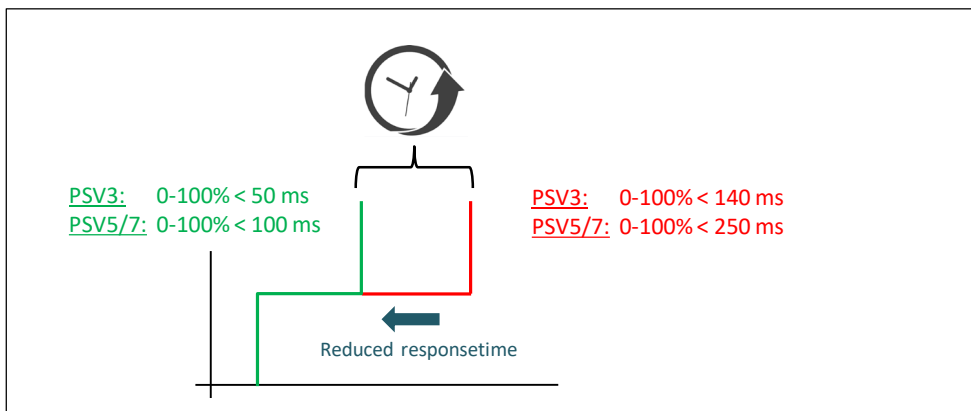 PSV3: 0-100% < 50 ms
PSV5/7: 0-100% < 100 ms
PSV3: 0-100% < 140 ms
PSV5/7: 0-100% < 250 ms
Reduced responsetime